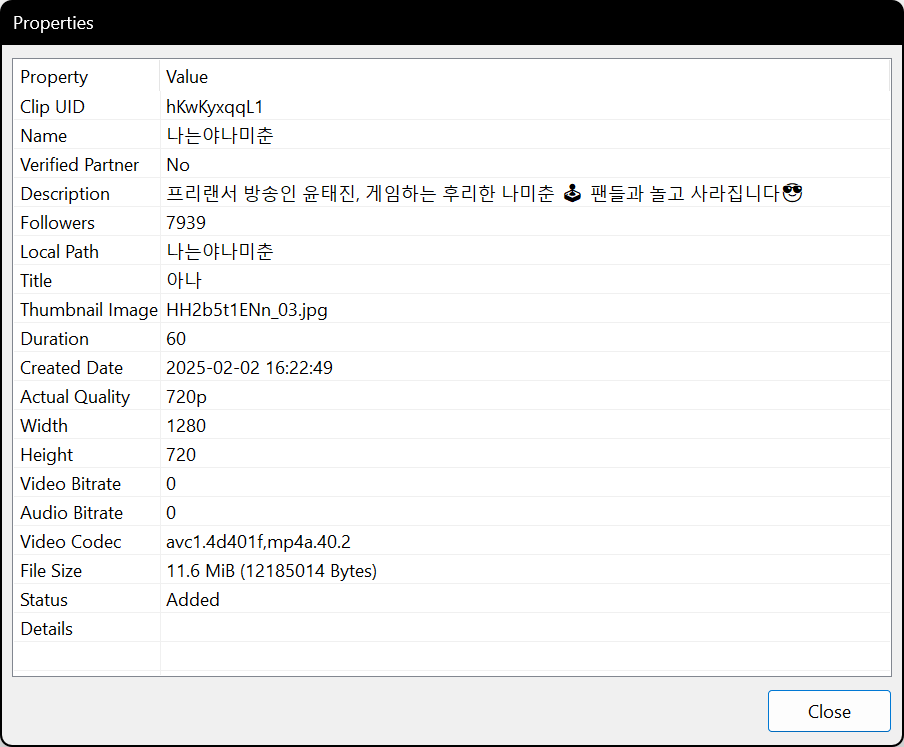 Properties
Property Value
Clip UID hKwKyxqqL1
Name 나는야나미춘
Verified Partner No
Description 프리랜서 방송인 윤태진, 게임하는 후리한 나미춘 🕹 팬들과 놀고 사라집니다😎
Followers 7939
Local Path 나는야나미춘
Title 아나
Thumbnail Image HH2b5t1ENn_03.jpg
Duration 60
Created Date 2025-02-02 16:22:49
Actual Quality 720p
Width 1280
Height 720
Video Bitrate 0
Audio Bitrate 0
Video Codec avc1.4d401f,mp4a.40.2
File Size 11.6 MiB (12185014 Bytes)
Status Added
Details
Close